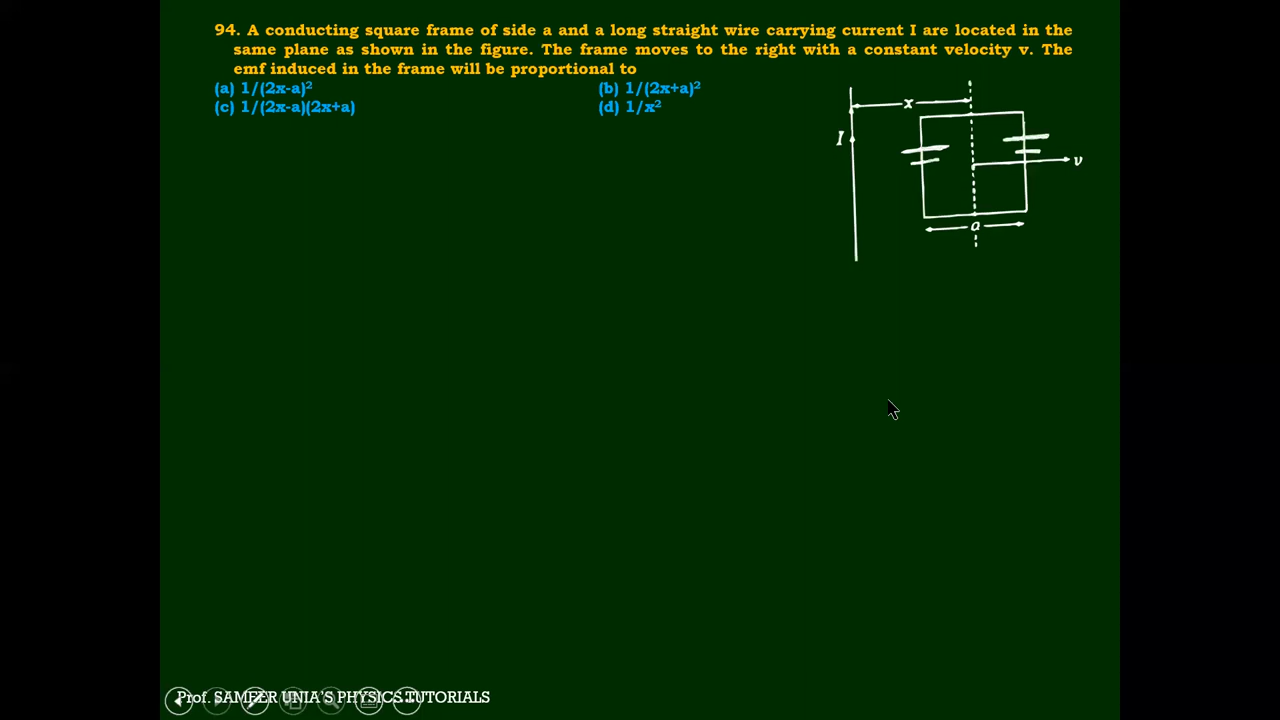 94. A conducting square frame of side a and a long straight wire carrying current I are located in the
same plane as shown in the figure. The frame moves to the right with a constant velocity v. The
emf induced in the frame will be proportional to
(a) 1/(2x-a)² (b) 1/(2x+a)²
(c) 1/(2x-a)(2x+a) (d) 1/x²
x
I
v
a
Prof. SAMEER UNIA'S PHYSICS TUTORIALS